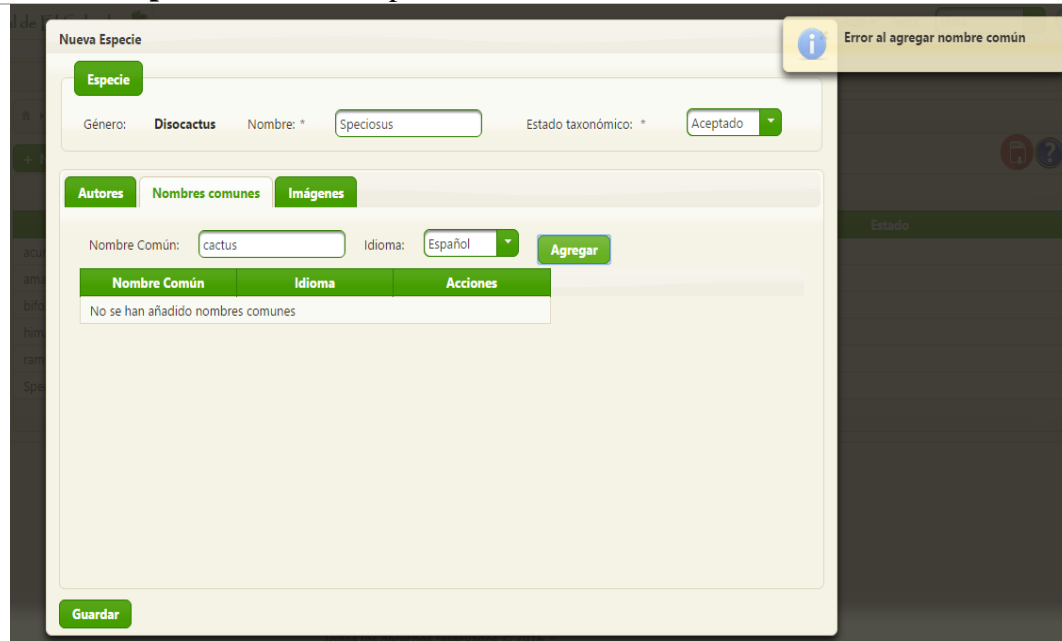 Nueva Especie
Error al agregar nombre común
Especie
Género: Disocactus Nombre: * Speciosus Estado taxonómico: * Aceptado
Autores Nombres comunes Imágenes
Estado
Nombre Común: cactus Idioma: Español Agregar
Nombre Común Idioma Acciones
No se han añadido nombres comunes
Guardar